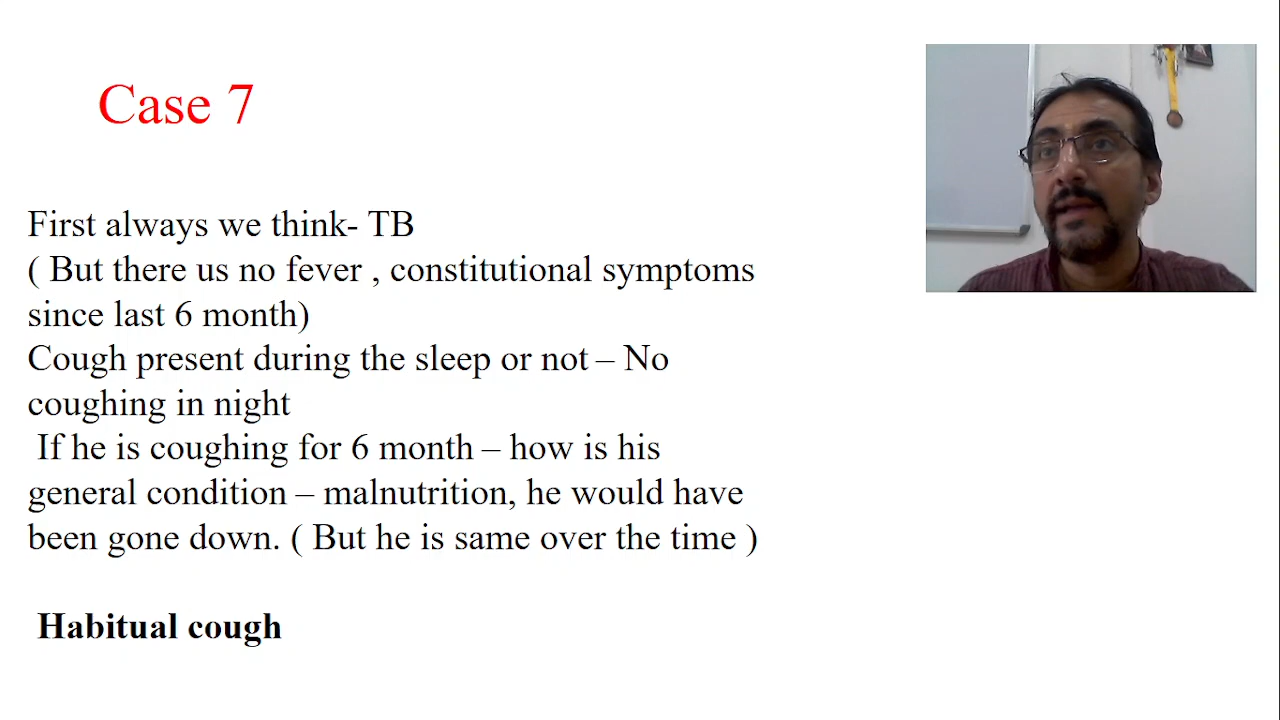 Case 7
First always we think- TB
( But there us no fever , constitutional symptoms
since last 6 month)
Cough present during the sleep or not – No
coughing in night
If he is coughing for 6 month – how is his
general condition – malnutrition, he would have
been gone down. ( But he is same over the time )
Habitual cough